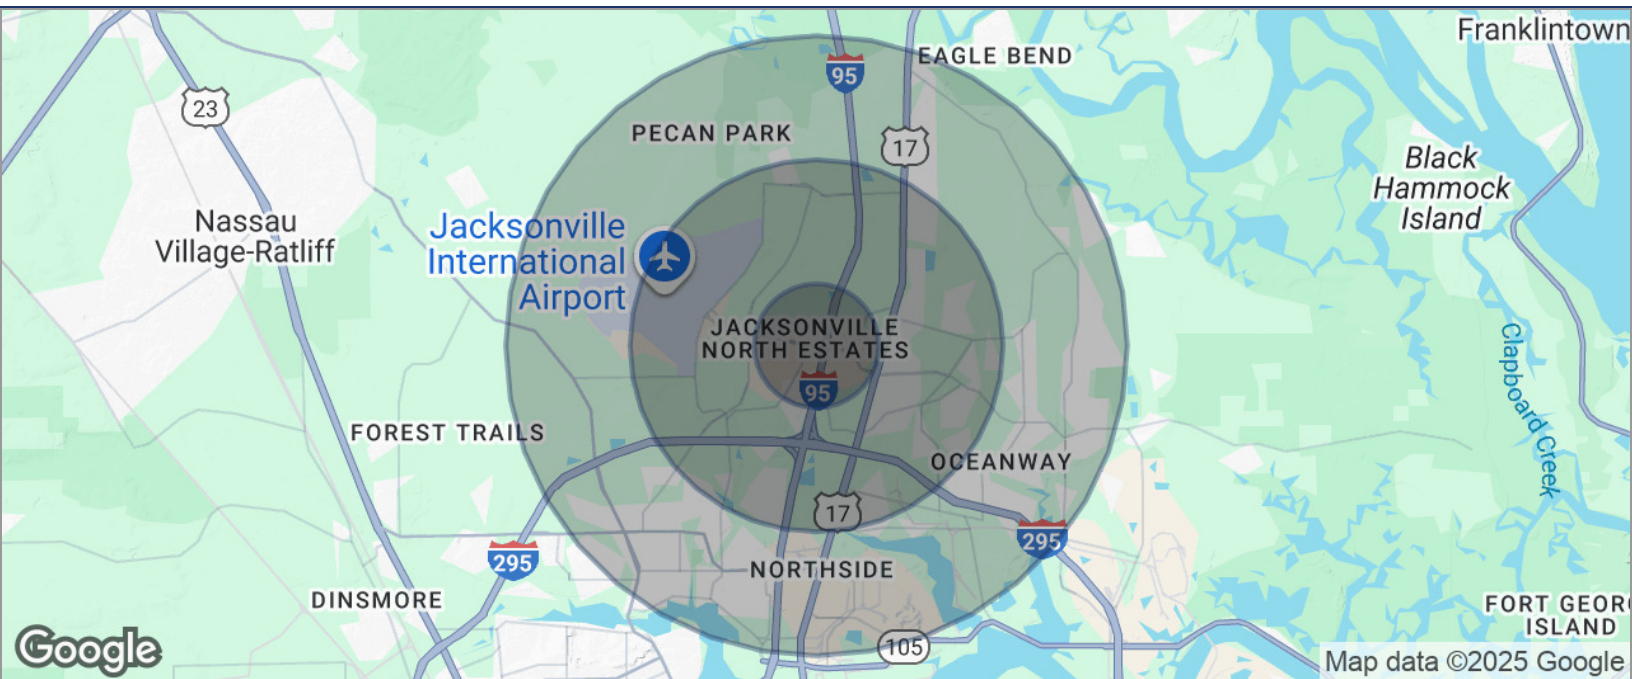 Franklintown
EAGLE BEND
95
23
PECAN PARK
17
Black
Hammock
Island
Nassau
Village-Ratliff
Jacksonville
International
Airport
JACKSONVILLE
NORTH ESTATES
95
Clapboard Creek
FOREST TRAILS
OCEANWAY
17
295
295
NORTHSIDE
DINSMORE
FORT GEOR
ISLAND
105
Google
Map data ©2025 Google